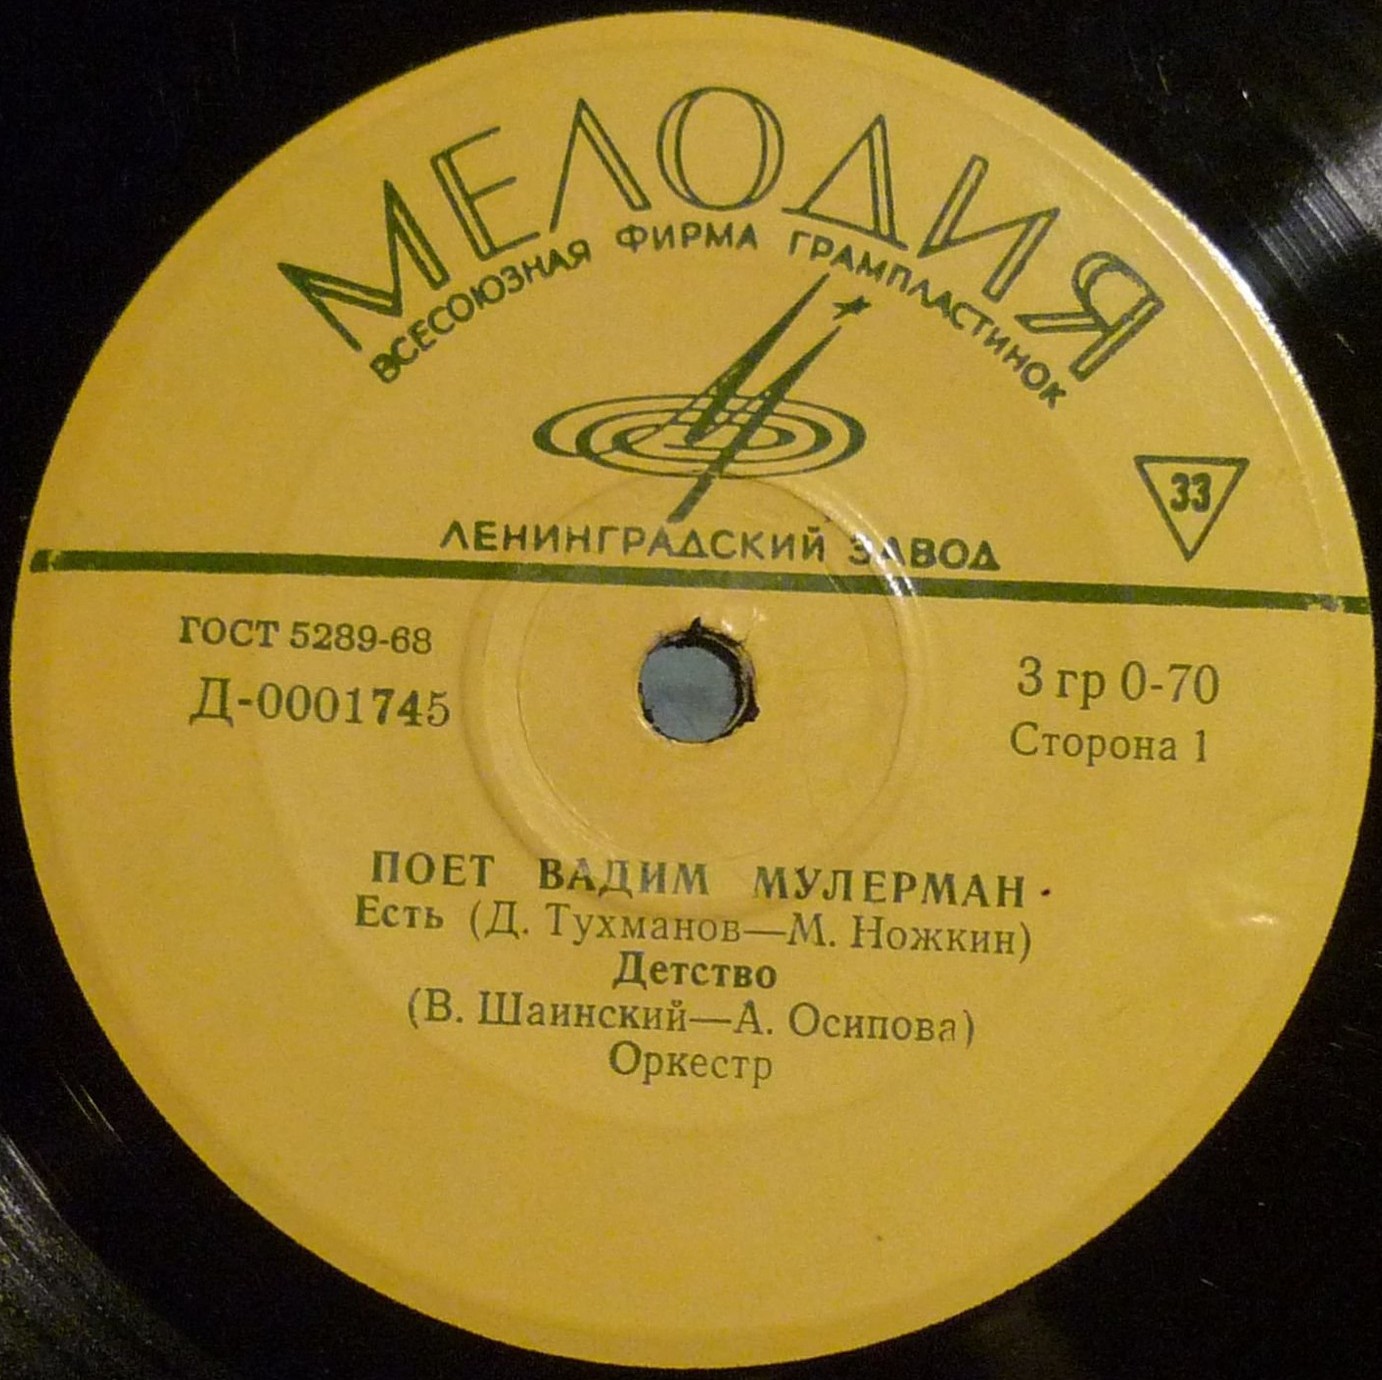 МЕЛОДИЯ
ВСЕСОЮЗНАЯ ФИРМА ГРАМПЛАСТИНОК
33
ЛЕНИНГРАДСКИЙ ЗАВОД
ГОСТ 5289-68
Д-0001745
3 гр 0-70
Сторона 1
ПОЕТ ВАДИМ МУЛЕРМАН
Есть (Д. Тухманов—М. Ножкин)
Детство
(В. Шаинский—А. Осипова)
Оркестр